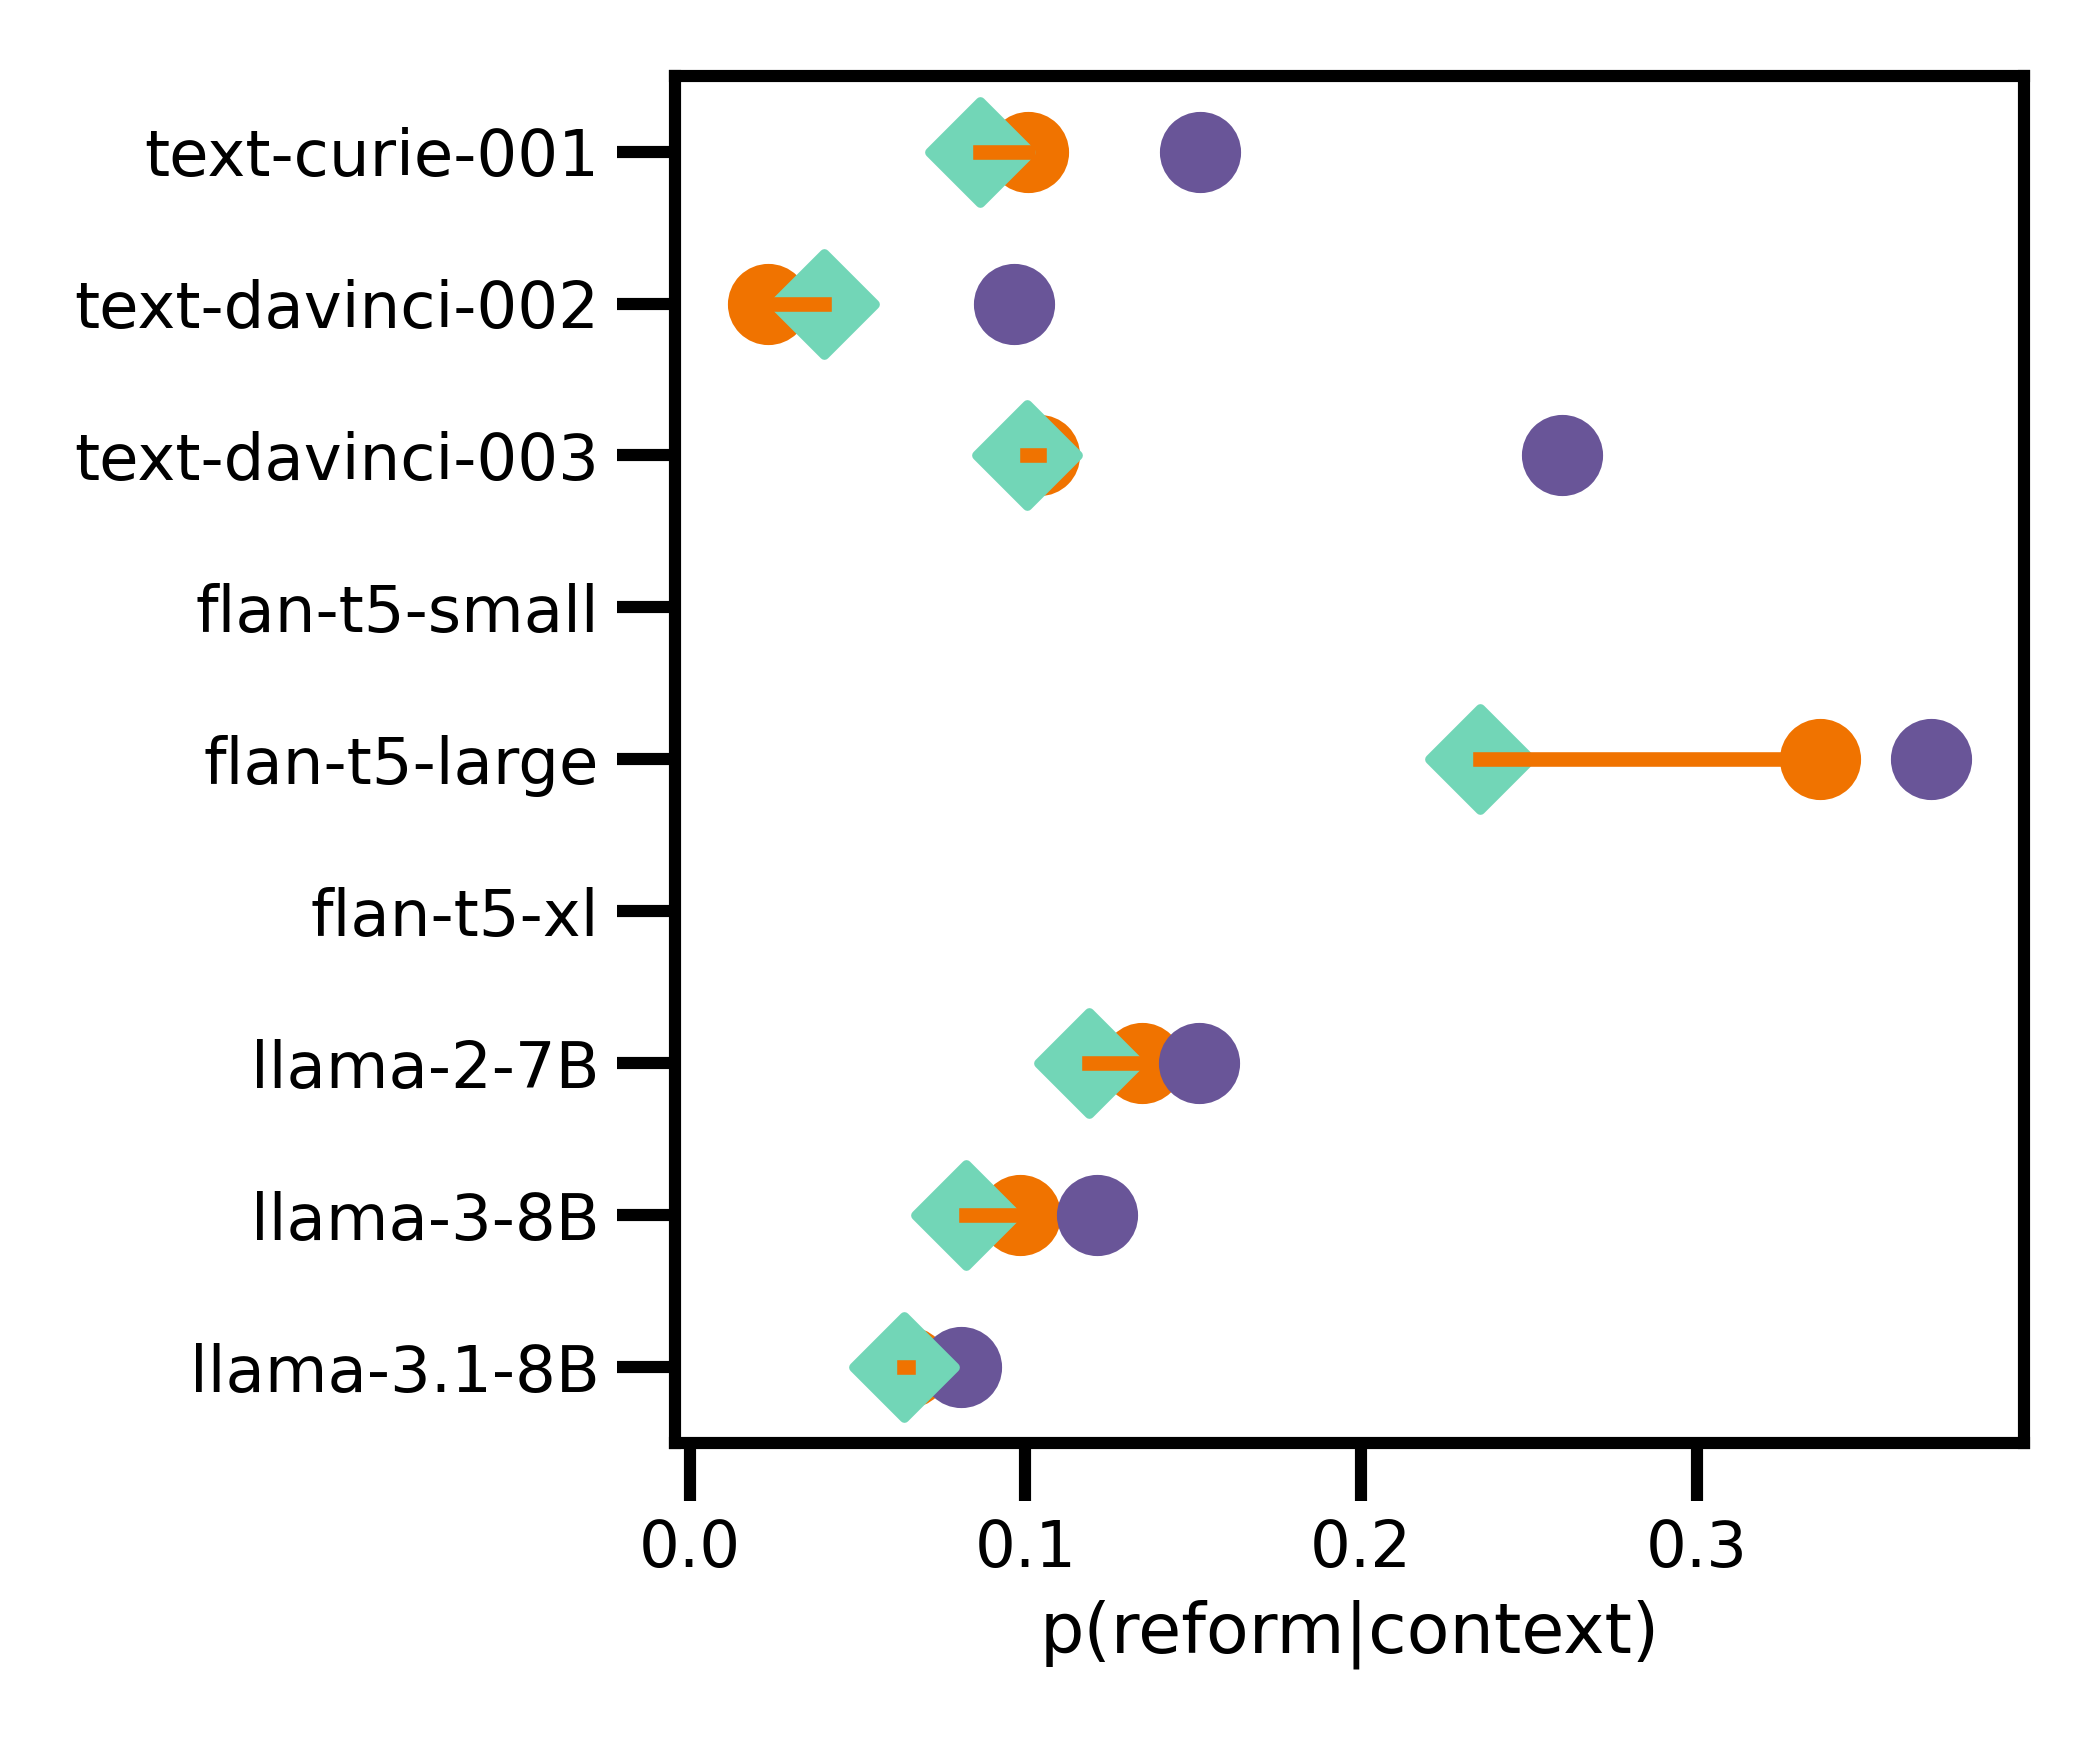 text-curie-001
text-davinci-002
text-davinci-003
flan-t5-small
flan-t5-large
flan-t5-xl
llama-2-7B
llama-3-8B
llama-3.1-8B
0.0 0.1 0.2 0.3
p(reform|context)